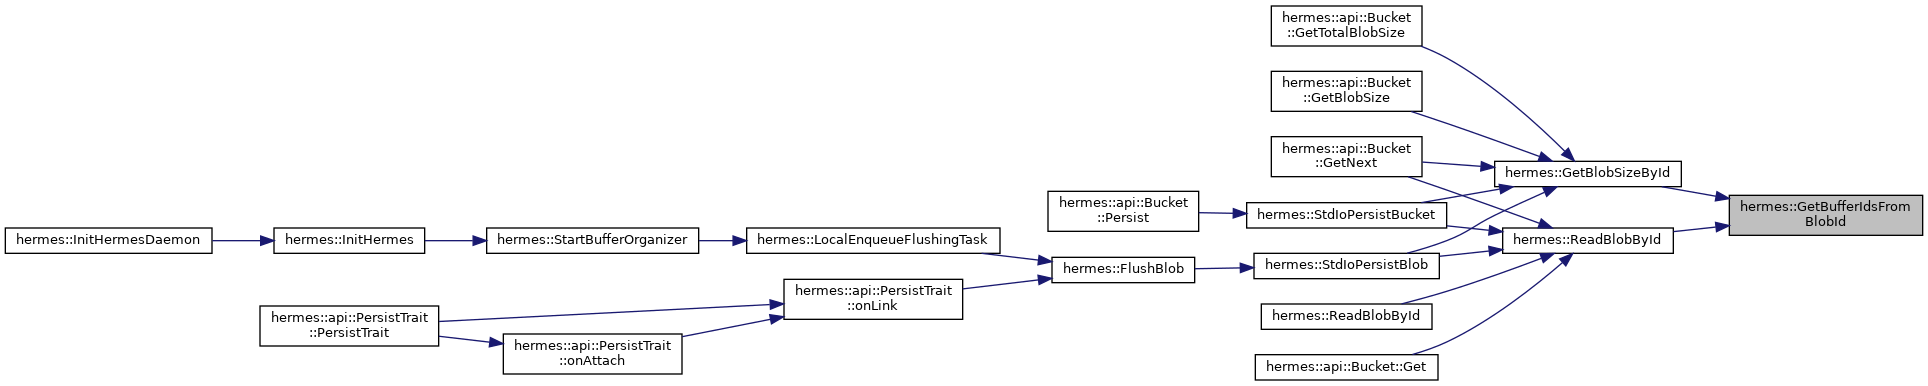 hermes::api::Bucket
::GetTotalBlobSize
hermes::api::Bucket
::GetBlobSize
hermes::api::Bucket
::GetNext
hermes::GetBlobSizeById
hermes::GetBufferIdsFrom
BlobId
hermes::api::Bucket
::Persist
hermes::StdIoPersistBucket
hermes::InitHermesDaemon
hermes::InitHermes
hermes::StartBufferOrganizer
hermes::LocalEnqueueFlushingTask
hermes::ReadBlobById
hermes::FlushBlob
hermes::StdIoPersistBlob
hermes::api::PersistTrait
::onLink
hermes::api::PersistTrait
::PersistTrait
hermes::ReadBlobById
hermes::api::PersistTrait
::onAttach
hermes::api::Bucket::Get